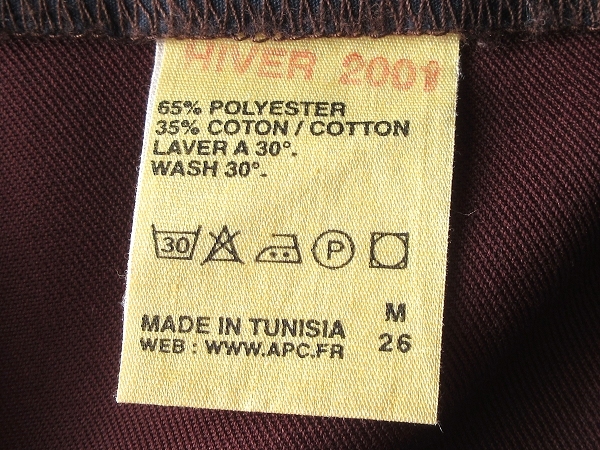 HIVER 2001
65% POLYESTER
35% COTON / COTTON
LAVER A 30°.
WASH 30°.
30 P
MADE IN TUNISIA M
WEB : WWW.APC.FR 26